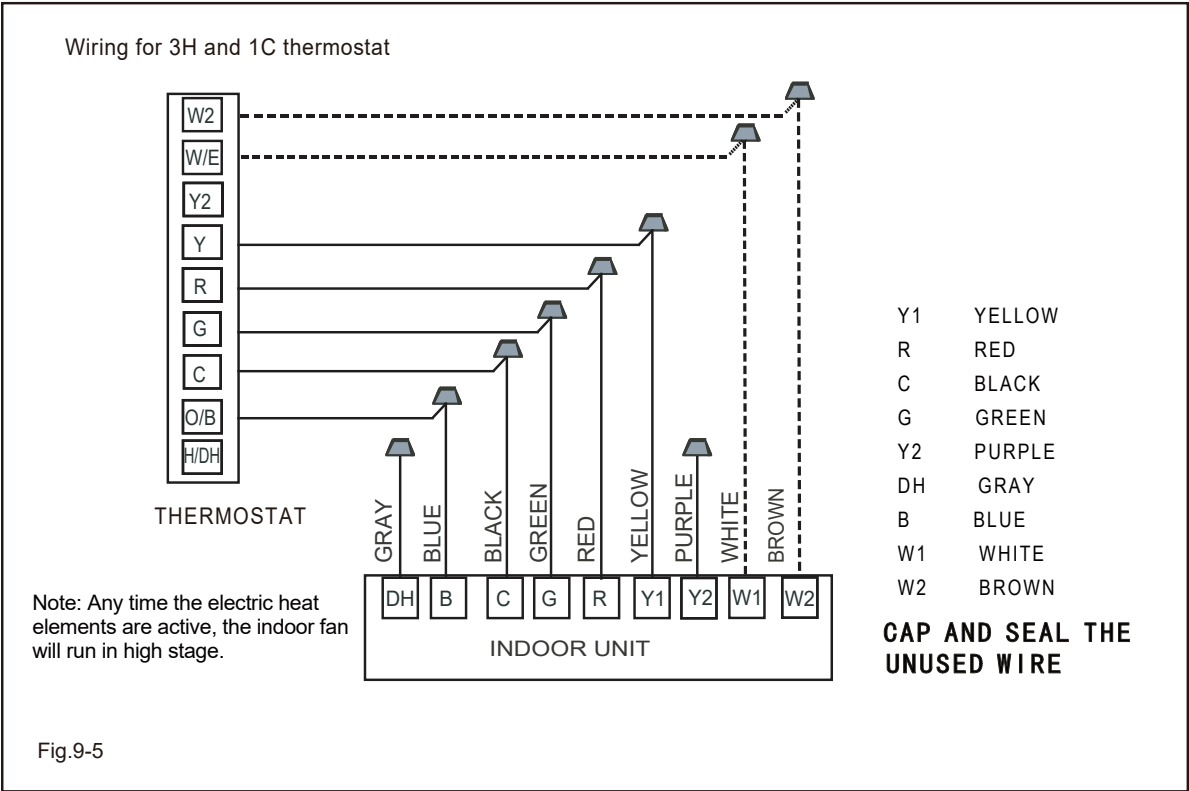 Wiring for 3H and 1C thermostat
W2
W/E
Y2
Y
R
G
C
O/B
H/DH
THERMOSTAT
GRAY
BLUE
BLACK
GREEN
RED
YELLOW
PURPLE
WHITE
BROWN
DH B C G R Y1 Y2 W1 W2
INDOOR UNIT
Note: Any time the electric heat
elements are active, the indoor fan
will run in high stage.
Y1 YELLOW
R RED
C BLACK
G GREEN
Y2 PURPLE
DH GRAY
B BLUE
W1 WHITE
W2 BROWN
CAP AND SEAL THE
UNUSED WIRE
Fig.9-5